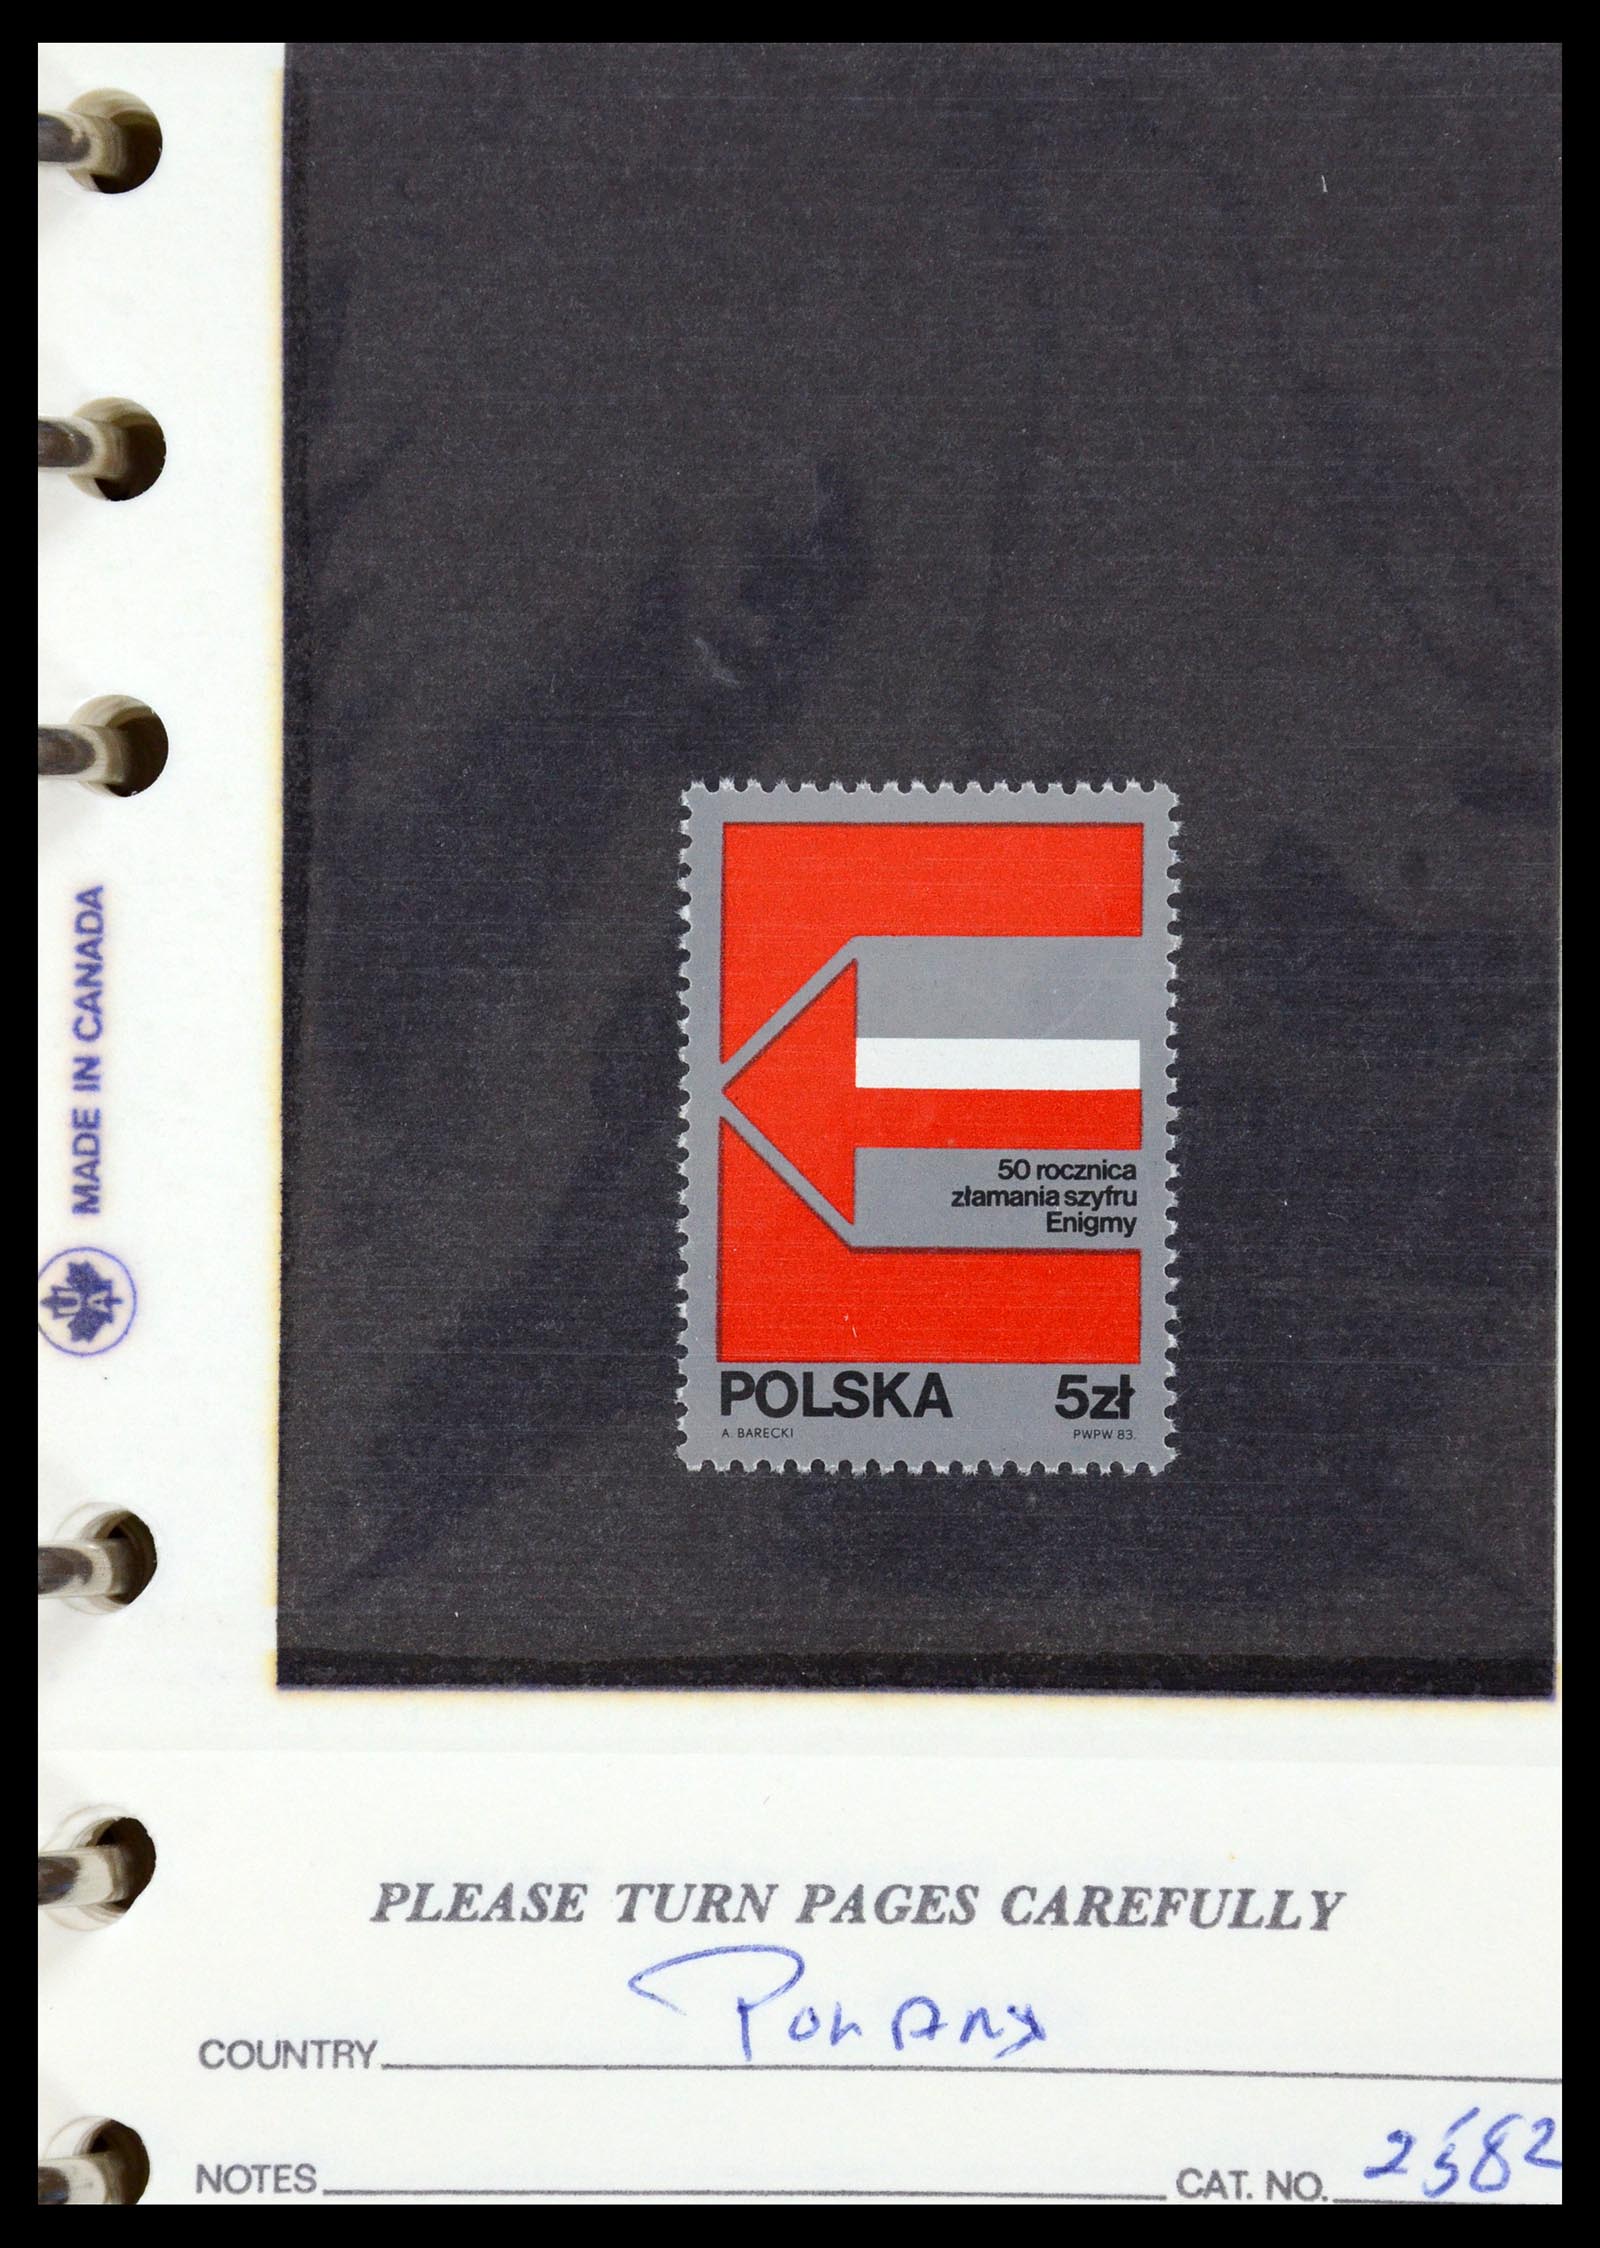 MADE IN CANADA
UA
50 rocznica
złamania szyfru
Enigmy
POLSKA 5zł
A. BARECKI PWPW 83.
PLEASE TURN PAGES CAREFULLY
COUNTRY Poland
NOTES CAT. NO. 2582